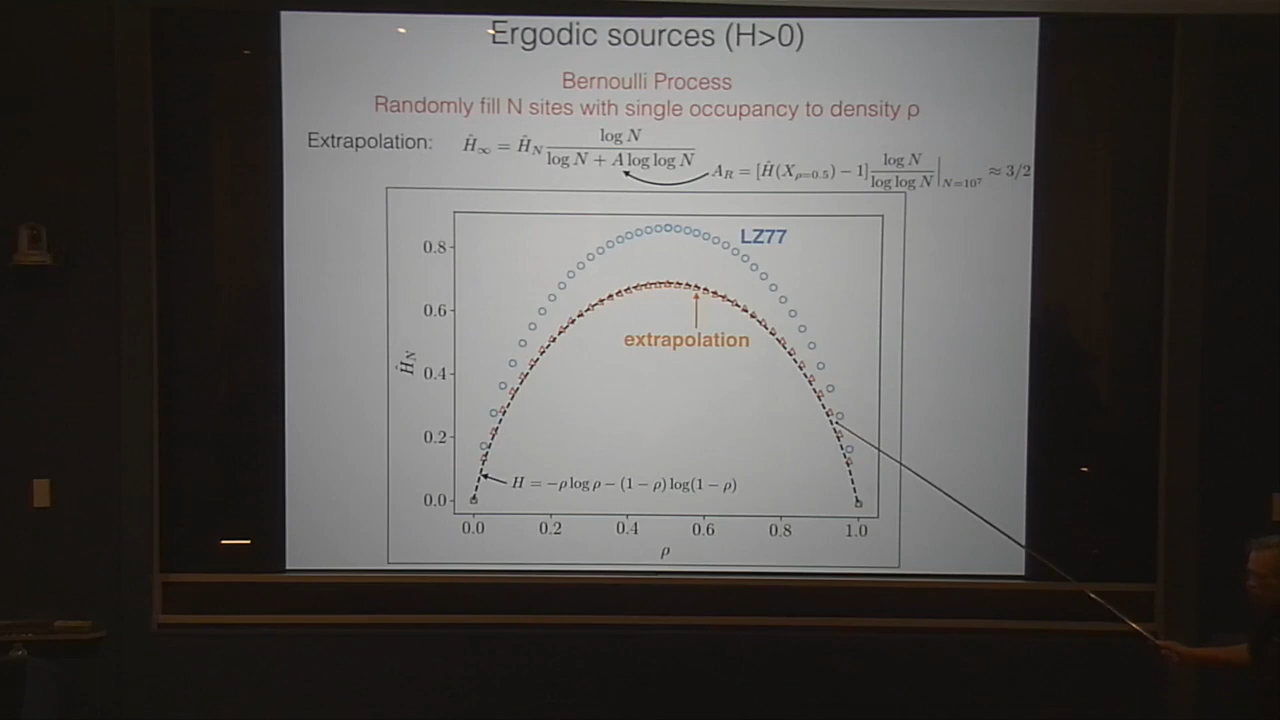 Ergodic sources (H>0)
Bernoulli Process
Randomly fill N sites with single occupancy to density ρ
Extrapolation: Ĥ∞ = Ĥ_N log N / (log N + A log log N)
A_R = [Ĥ(X_ρ=0.5) − 1] log N / log log N |_N=10⁷ ≈ 3/2
LZ77
extrapolation
H = −ρ log ρ − (1 − ρ) log(1 − ρ)
Ĥ_N
0.8
0.6
0.4
0.2
0.0
0.0 0.2 0.4 0.6 0.8 1.0
ρ